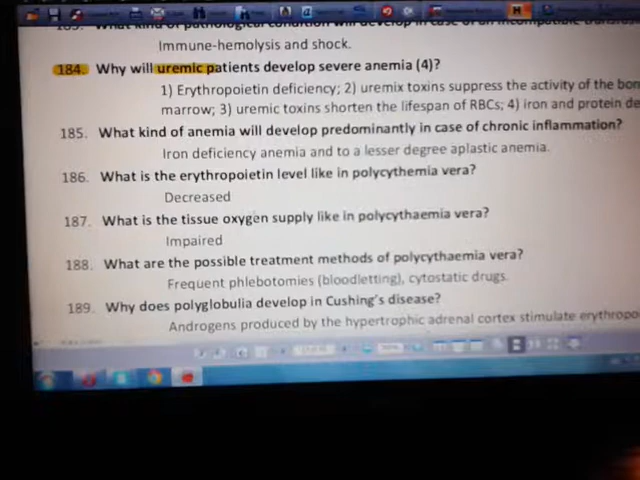 Immune-hemolysis and shock.
184. Why will uremic patients develop severe anemia (4)?
1) Erythropoietin deficiency; 2) uremix toxins suppress the activity of the bon
marrow; 3) uremic toxins shorten the lifespan of RBCs; 4) iron and protein de
185. What kind of anemia will develop predominantly in case of chronic inflammation?
Iron deficiency anemia and to a lesser degree aplastic anemia.
186. What is the erythropoietin level like in polycythemia vera?
Decreased
187. What is the tissue oxygen supply like in polycythaemia vera?
Impaired
188. What are the possible treatment methods of polycythaemia vera?
Frequent phlebotomies (bloodletting), cytostatic drugs.
189. Why does polyglobulia develop in Cushing's disease?
Androgens produced by the hypertrophic adrenal cortex stimulate erythropo